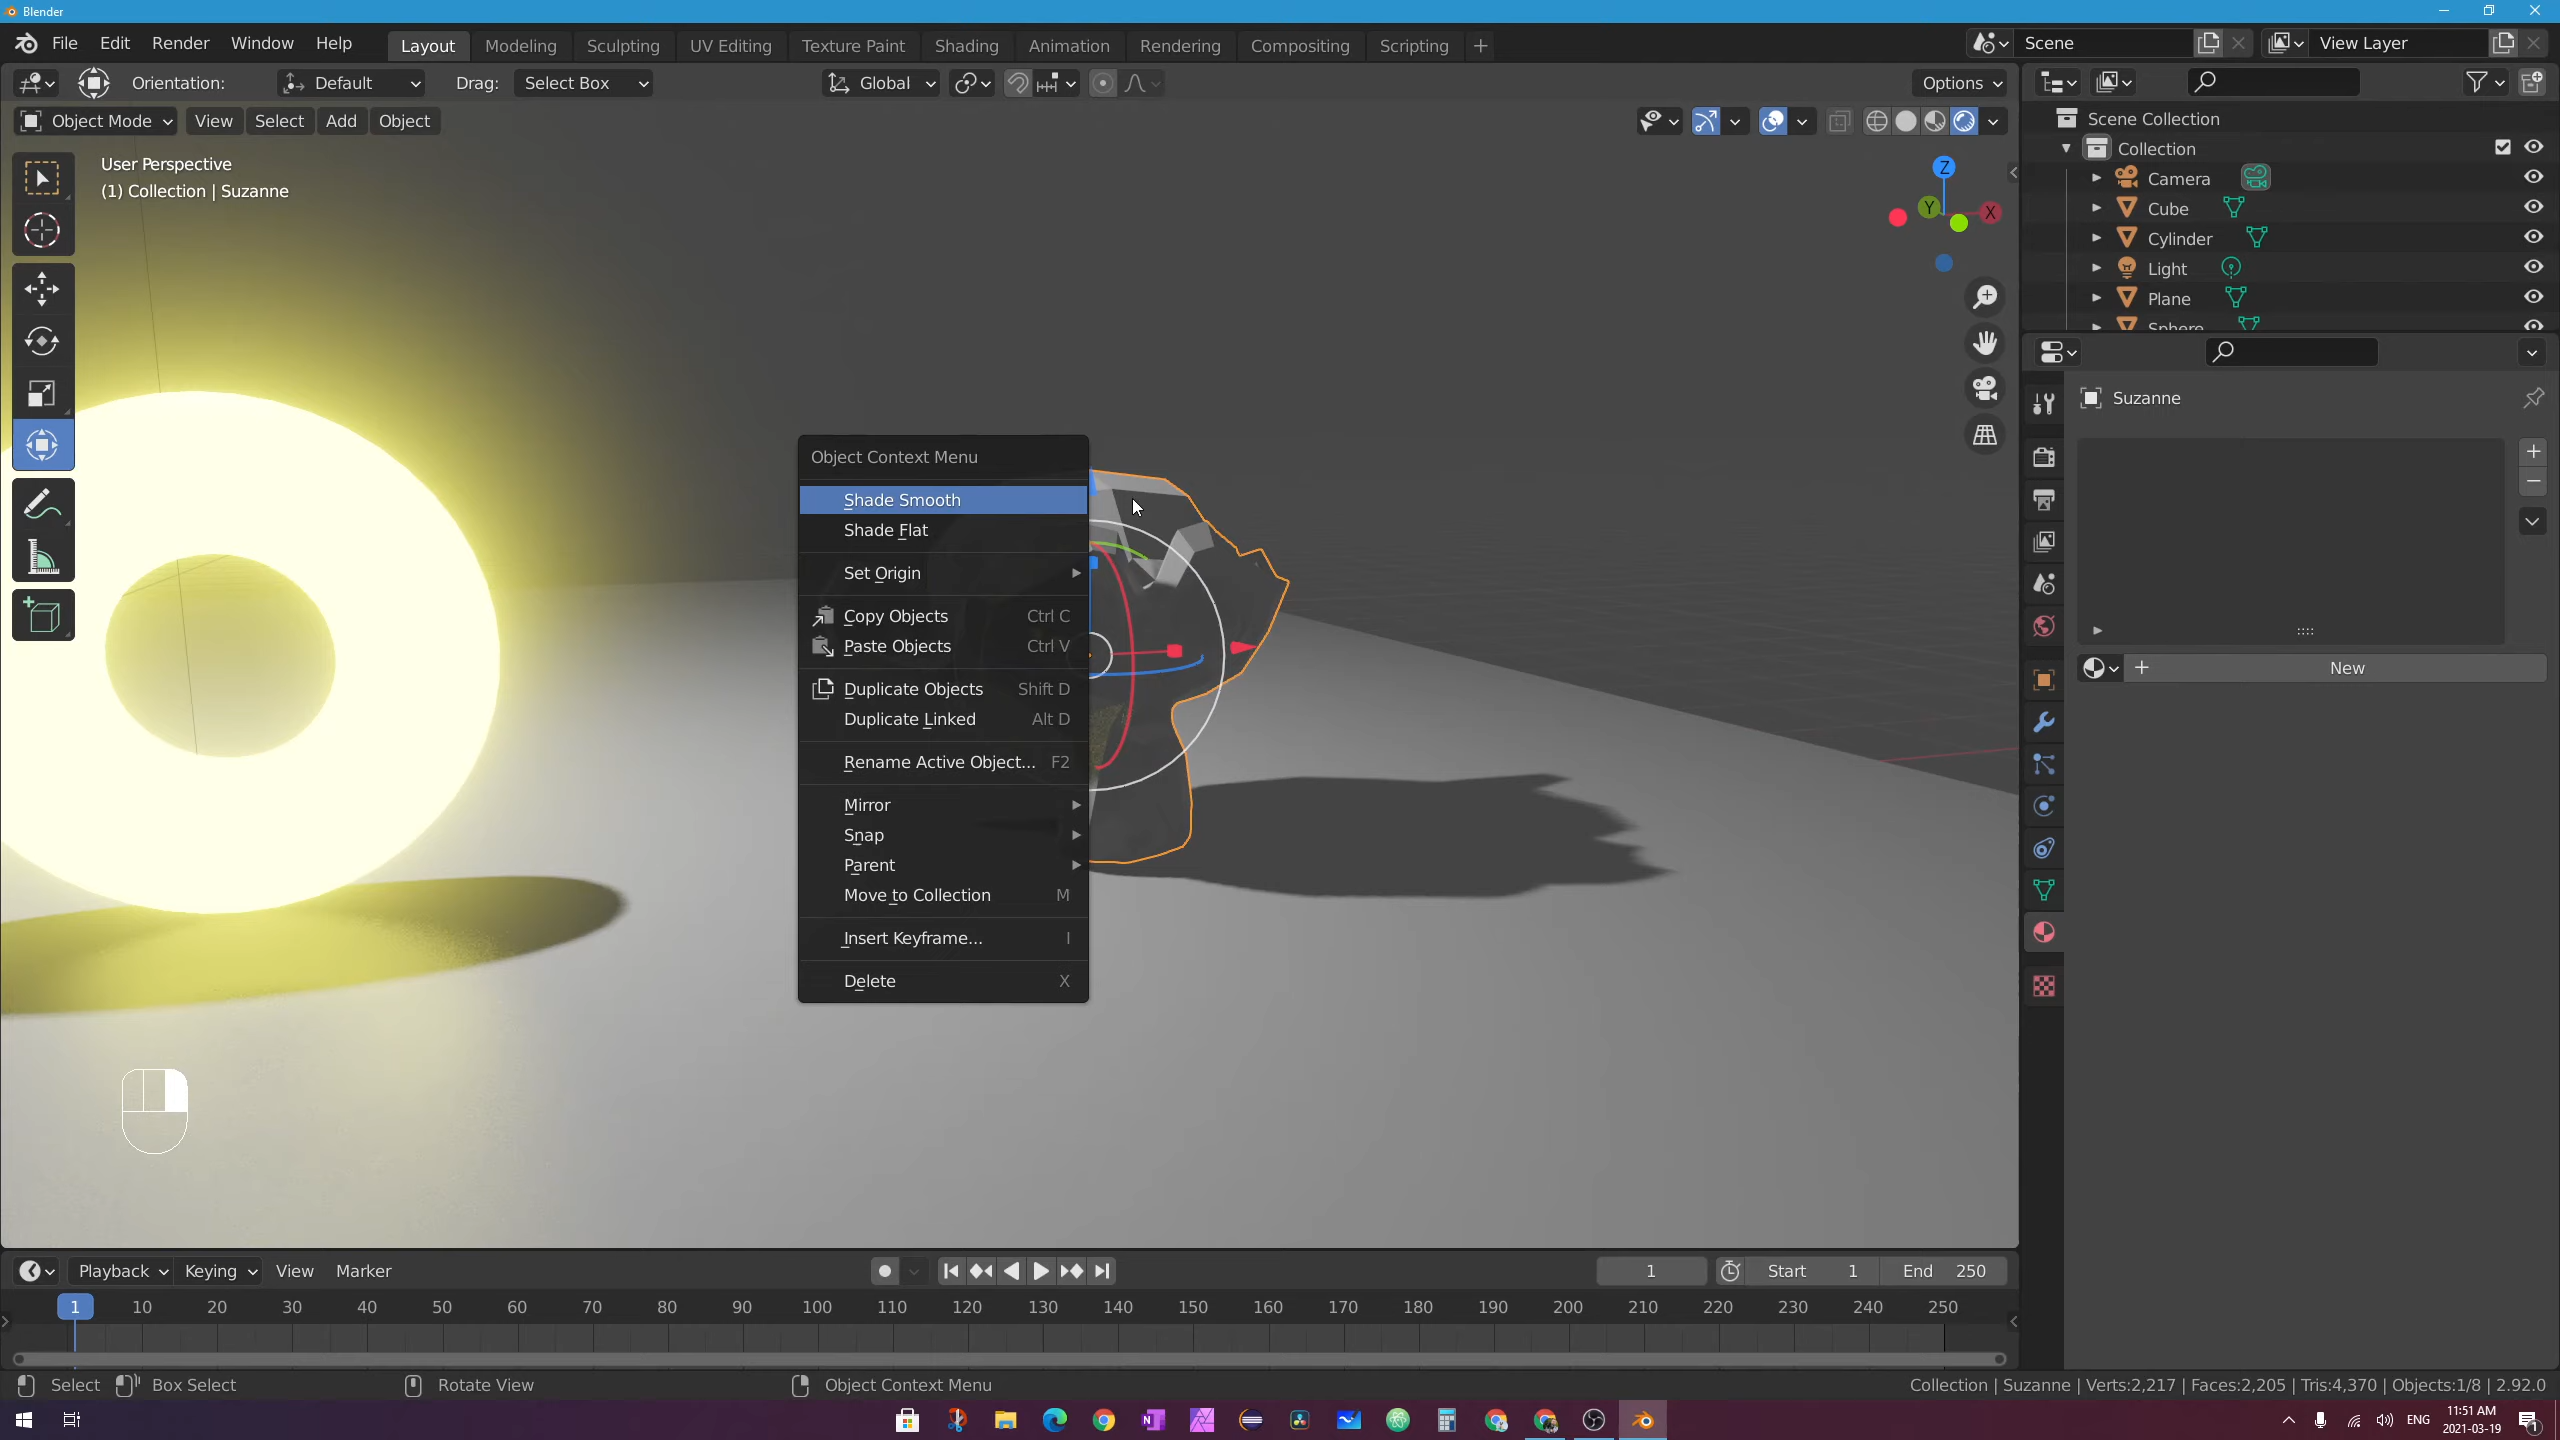 Blender
File Edit Render Window Help Layout Modeling Sculpting UV Editing Texture Paint Shading Animation Rendering Compositing Scripting + Scene View Layer
Orientation: Default Drag: Select Box Global Options
Object Mode View Select Add Object
User Perspective
(1) Collection | Suzanne
Z
Y
X
Scene Collection
Collection
Camera
Cube
Cylinder
Light
Plane
Sphere
Suzanne
New
Object Context Menu
Shade Smooth
Shade Flat
Set Origin
Copy Objects Ctrl C
Paste Objects Ctrl V
Duplicate Objects Shift D
Duplicate Linked Alt D
Rename Active Object... F2
Mirror
Snap
Parent
Move to Collection M
Insert Keyframe... I
Delete X
Playback Keying View Marker 1 Start 1 End 250
1 10 20 30 40 50 60 70 80 90 100 110 120 130 140 150 160 170 180 190 200 210 220 230 240 250
Select Box Select Rotate View Object Context Menu Collection | Suzanne | Verts:2,217 | Faces:2,205 | Tris:4,370 | Objects:1/8 | 2.92.0
ENG 11:51 AM
2021-03-19